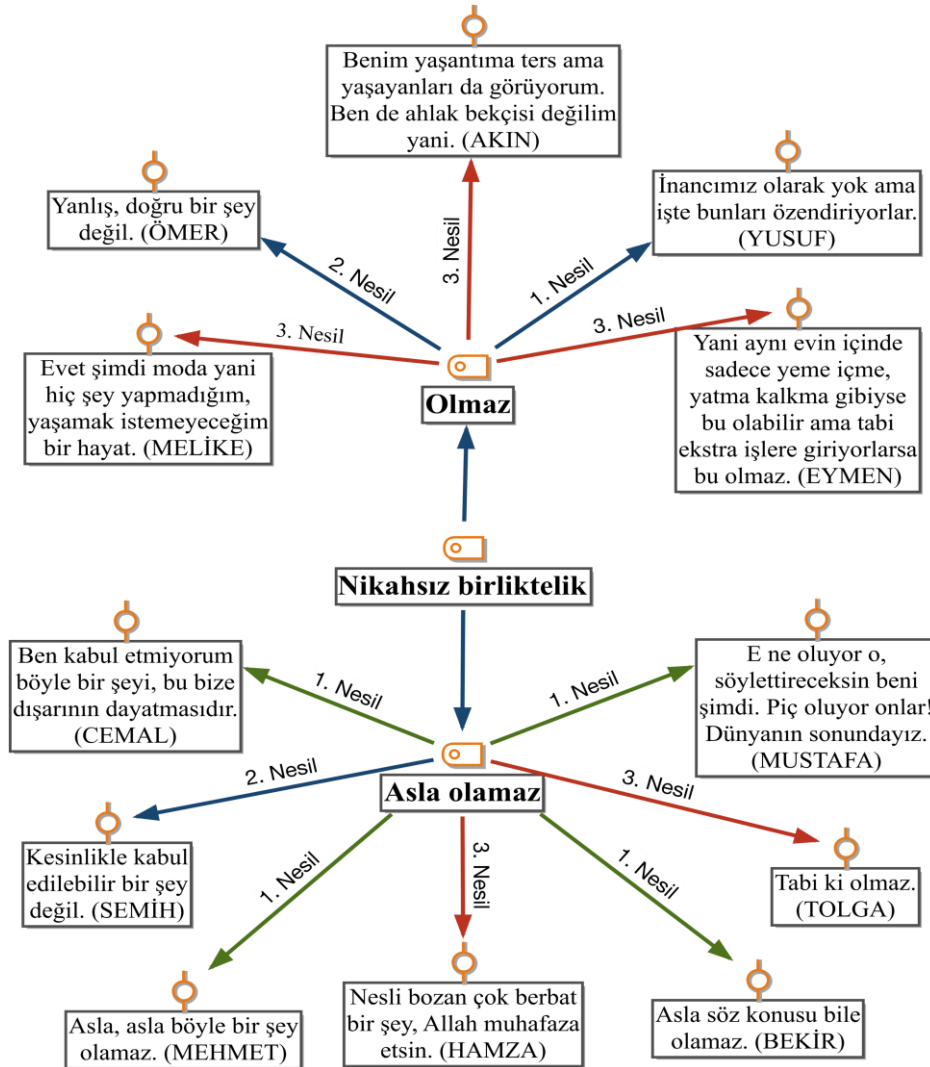 Benim yaşantıma ters ama
yaşayanları da görüyorum.
Ben de ahlak bekçisi değilim
yani. (AKIN)
Yanlış, doğru bir şey
değil. (ÖMER)
İnancımız olarak yok ama
işte bunları özendiriyorlar.
(YUSUF)
2. Nesil
3. Nesil
1. Nesil
3. Nesil
3. Nesil
Evet şimdi moda yani
hiç şey yapmadığım,
yaşamak istemeyeceğim
bir hayat. (MELİKE)
Olmaz
Yani aynı evin içinde
sadece yeme içme,
yatma kalkma gibiyse
bu olabilir ama tabi
ekstra işlere giriyorlarsa
bu olmaz. (EYMEN)
Nikahsız birliktelik
Ben kabul etmiyorum
böyle bir şeyi, bu bize
dışarının dayatmasıdır.
(CEMAL)
1. Nesil
1. Nesil
E ne oluyor o,
söylettireceksin beni
şimdi. Piç oluyor onlar!
Dünyanın sonundayız.
(MUSTAFA)
2. Nesil
Asla olamaz
3. Nesil
Kesinlikle kabul
edilebilir bir şey
değil. (SEMİH)
1. Nesil
3. Nesil
1. Nesil
Tabi ki olmaz.
(TOLGA)
Asla, asla böyle bir şey
olamaz. (MEHMET)
Nesli bozan çok berbat
bir şey, Allah muhafaza
etsin. (HAMZA)
Asla söz konusu bile
olamaz. (BEKİR)